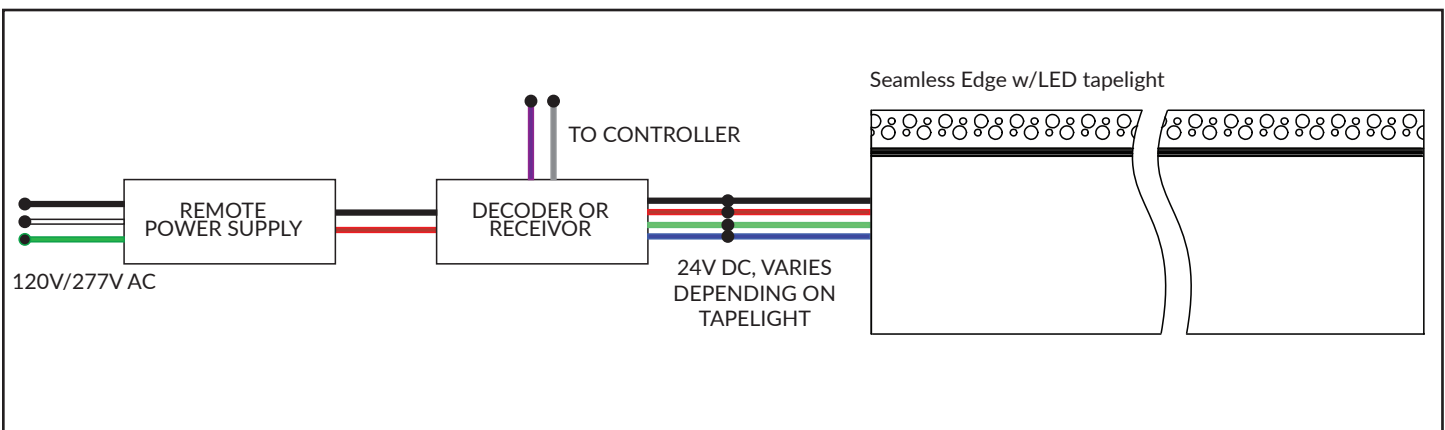 Seamless Edge w/LED tapelight
TO CONTROLLER
REMOTE
POWER SUPPLY
DECODER OR
RECEIVOR
120V/277V AC
24V DC, VARIES
DEPENDING ON
TAPELIGHT